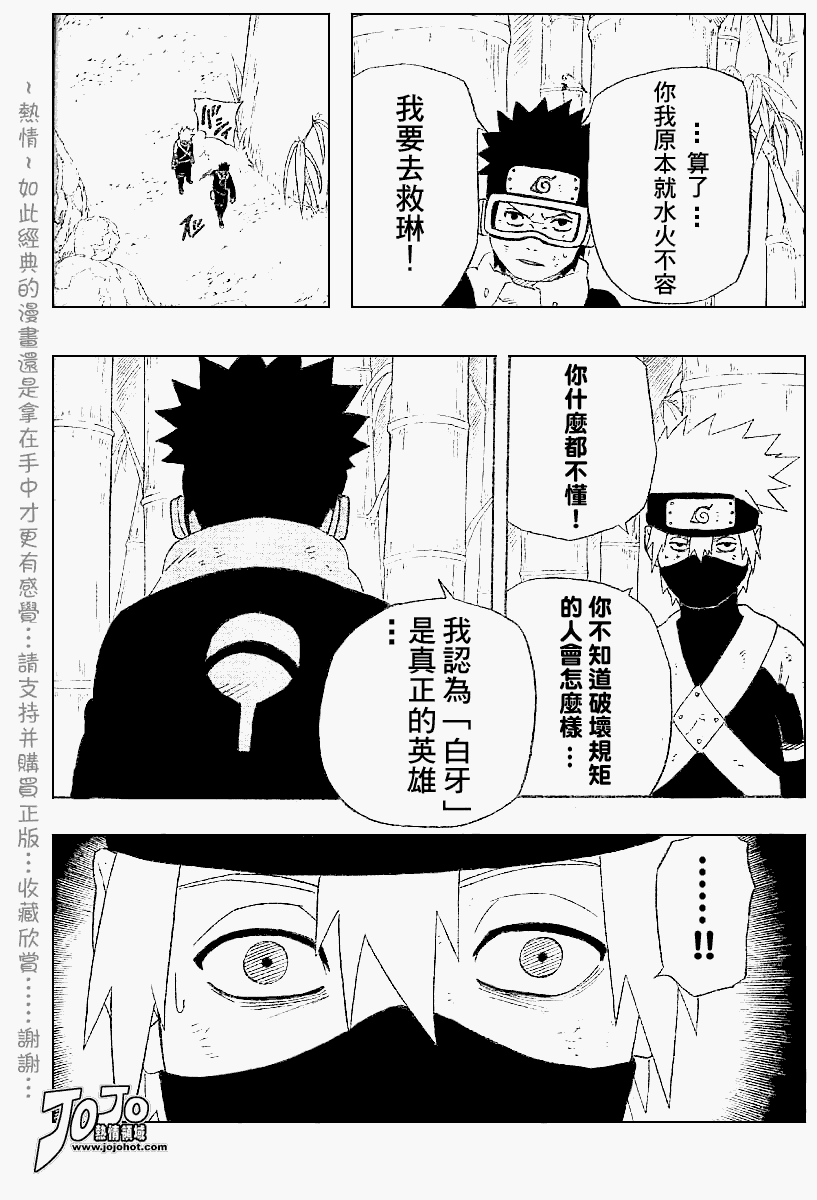 …算了…
你我原本就水火不容
我要去救琳！
バッ
バッ
你什麼都不懂！
你不知道破壞規矩
的人會怎麼樣…
我認為「白牙」
是真正的英雄
…
……!!
~熱情~如此經典的漫畫還是拿在手中才更有感覺…請支持并購買正版…收藏欣賞……謝謝…
JOJO
熱情領域
www.jojohot.com